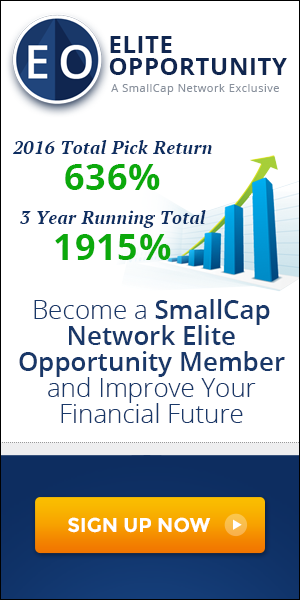 EO
ELITE
OPPORTUNITY
A SmallCap Network Exclusive
2016 Total Pick Return
636%
3 Year Running Total
1915%
Become a SmallCap
Network Elite
Opportunity Member
and Improve Your
Financial Future
SIGN UP NOW